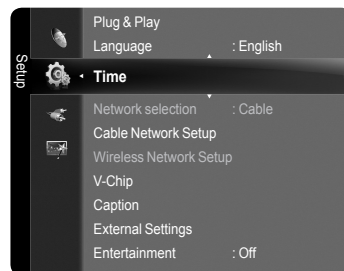 Setup
Plug & Play
Language : English
Time
Network selection : Cable
Cable Network Setup
Wireless Network Setup
V-Chip
Caption
External Settings
Entertainment : Off